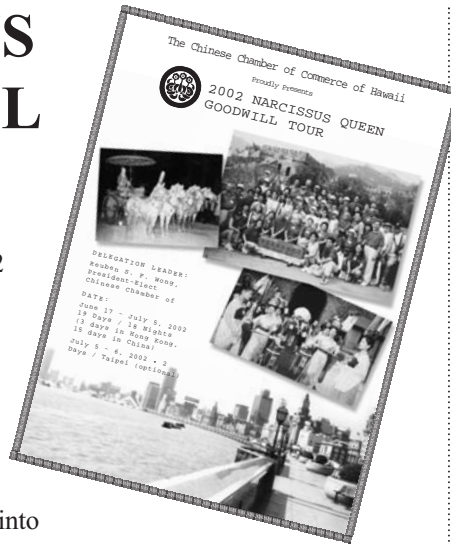 S
L
2
into
The Chinese Chamber of Commerce of Hawaii
Proudly Presents
2002 NARCISSUS QUEEN
GOODWILL TOUR
DELEGATION LEADER:
Reuben S. P. Wong,
President-Elect
Chinese Chamber of
DATE:
June 17 - July 5, 2002
19 Days / 18 Nights
(3 days in Hong Kong,
15 days in China)
July 5 - 6, 2002 • 2
Days / Taipei (optional)